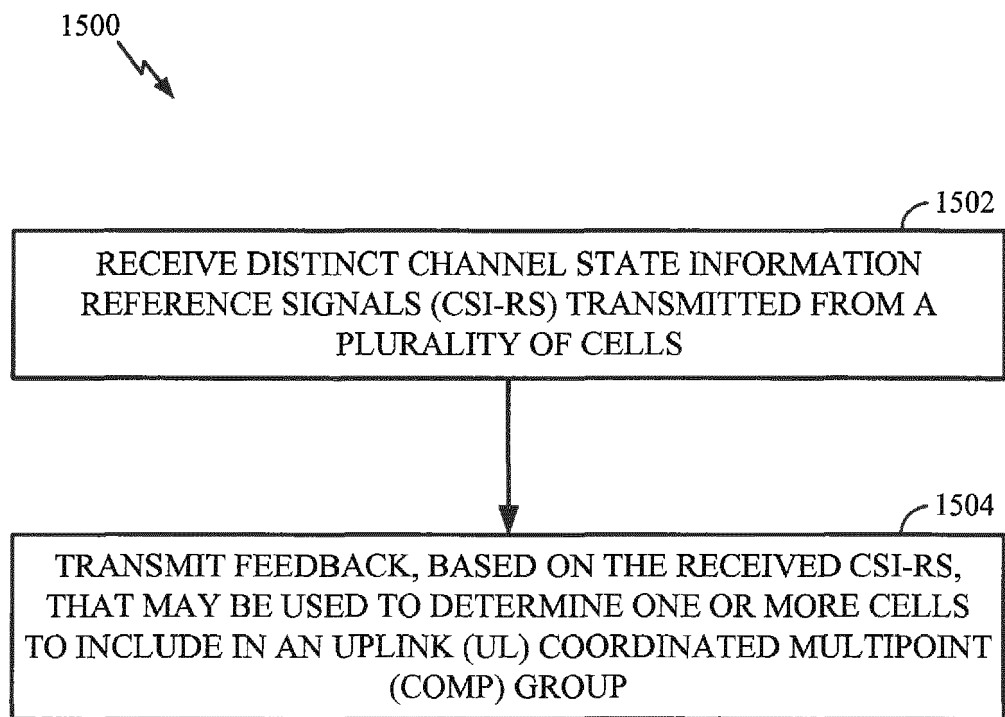 1500
1502
RECEIVE DISTINCT CHANNEL STATE INFORMATION
REFERENCE SIGNALS (CSI-RS) TRANSMITTED FROM A
PLURALITY OF CELLS
1504
TRANSMIT FEEDBACK, BASED ON THE RECEIVED CSI-RS,
THAT MAY BE USED TO DETERMINE ONE OR MORE CELLS
TO INCLUDE IN AN UPLINK (UL) COORDINATED MULTIPOINT
(COMP) GROUP